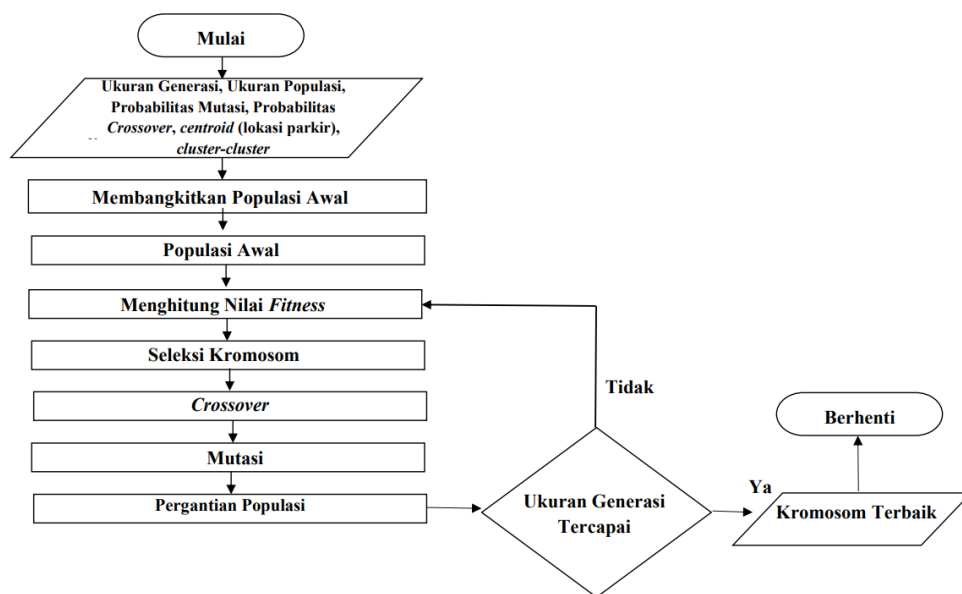 Mulai
Ukuran Generasi, Ukuran Populasi,
Probabilitas Mutasi, Probabilitas
Crossover, centroid (lokasi parkir),
cluster-cluster
Membangkitkan Populasi Awal
Populasi Awal
Menghitung Nilai Fitness
Seleksi Kromosom
Crossover
Mutasi
Pergantian Populasi
Ukuran Generasi
Tercapai
Tidak
Ya
Kromosom Terbaik
Berhenti